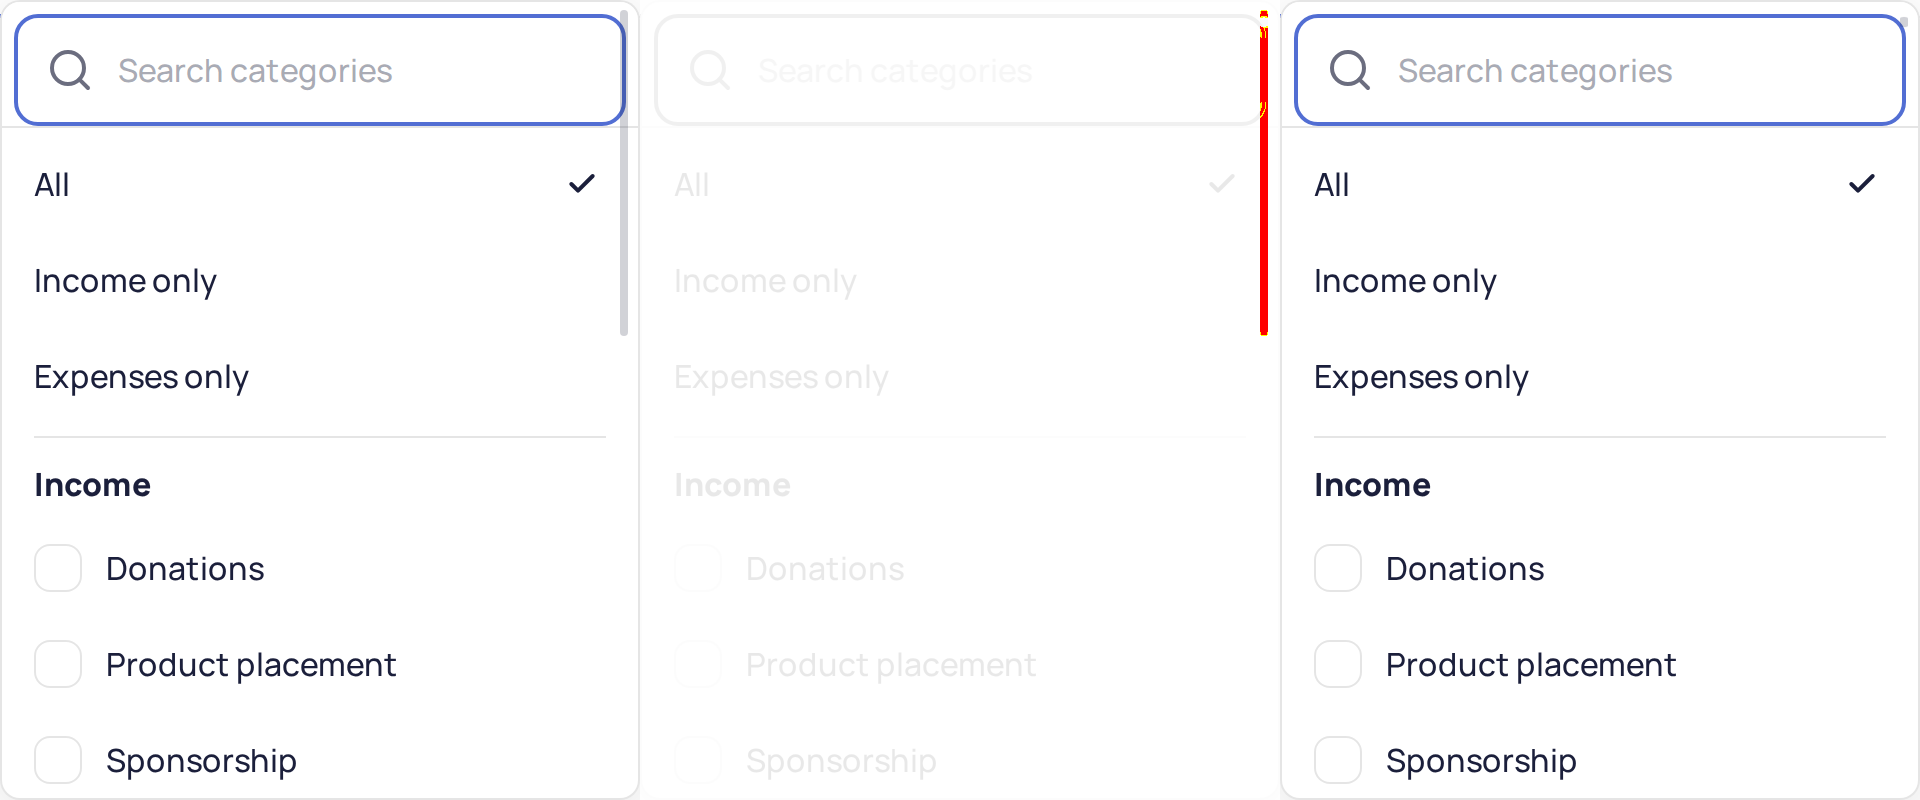 Search categories
All
Income only
Expenses only
Income
Donations
Product placement
Sponsorship
Search categories
All
Income only
Expenses only
Income
Donations
Product placement
Sponsorship
Search categories
All
Income only
Expenses only
Income
Donations
Product placement
Sponsorship